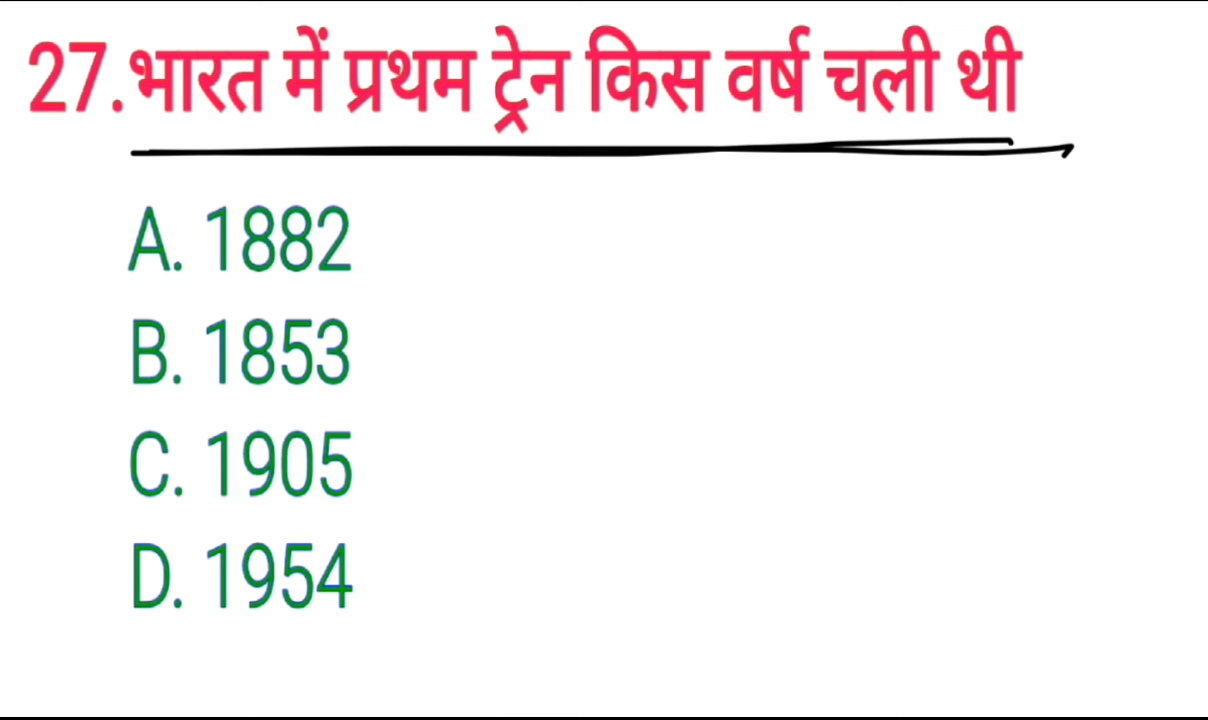 27.भारत में प्रथम ट्रेन किस वर्ष चली थी
A. 1882
B. 1853
C. 1905
D. 1954